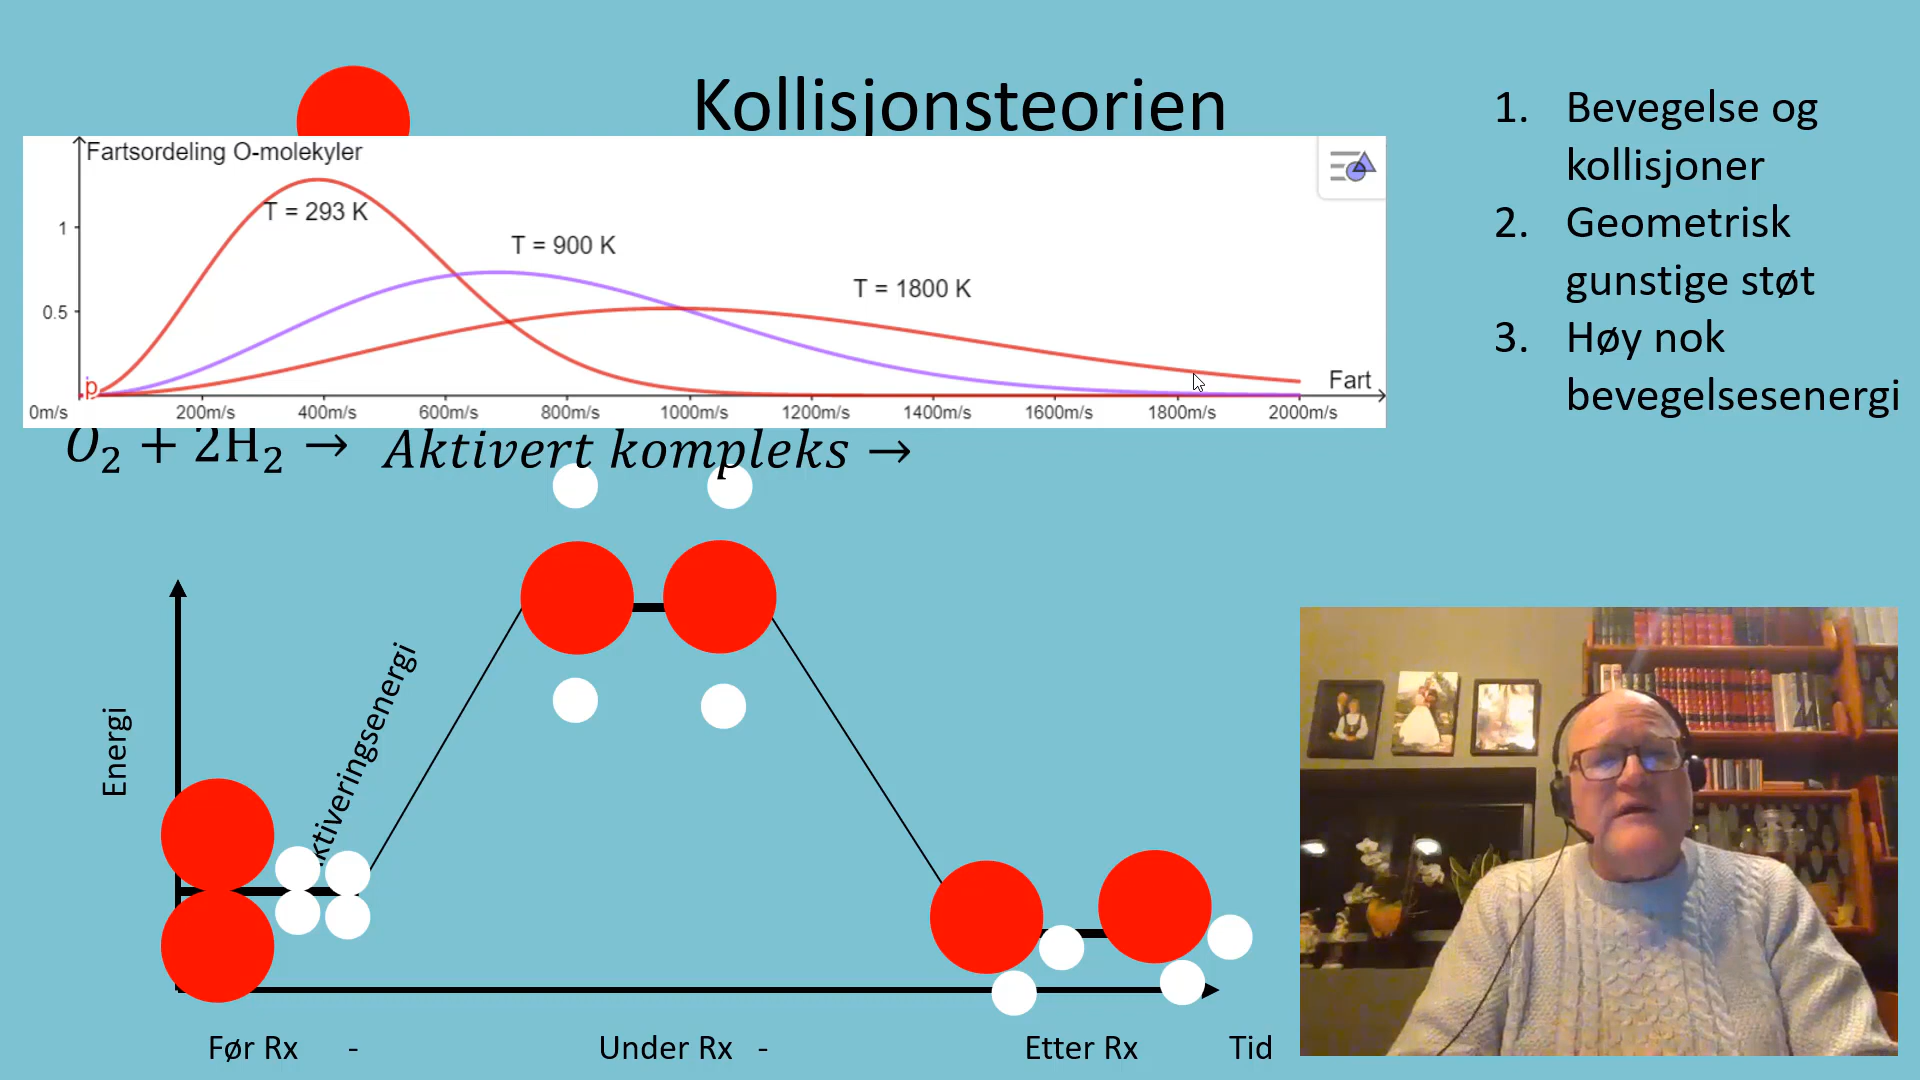 Kollisjonsteorien
1. Bevegelse og
kollisjoner
2. Geometrisk
gunstige støt
3. Høy nok
bevegelsesenergi
Fartsordeling O-molekyler
T = 293 K
T = 900 K
T = 1800 K
1
0.5
p
Fart
0m/s 200m/s 400m/s 600m/s 800m/s 1000m/s 1200m/s 1400m/s 1600m/s 1800m/s 2000m/s
O₂ + 2H₂ → Aktivert kompleks →
Energi
ktiveringsenergi
Før Rx - Under Rx - Etter Rx Tid